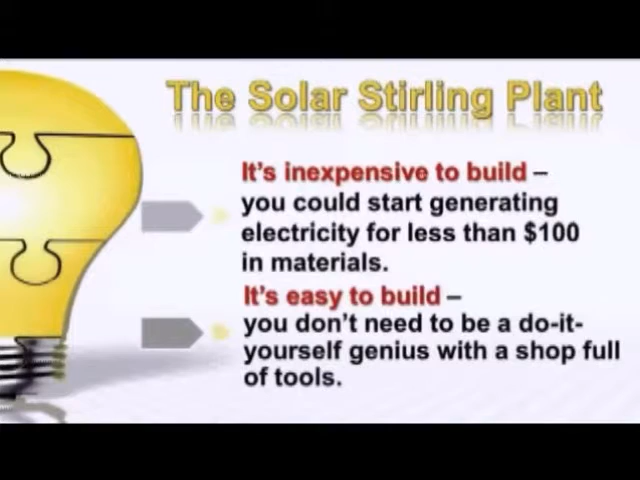 The Solar Stirling Plant
It's inexpensive to build –
you could start generating
electricity for less than $100
in materials.
It's easy to build –
you don't need to be a do-it-
yourself genius with a shop full
of tools.